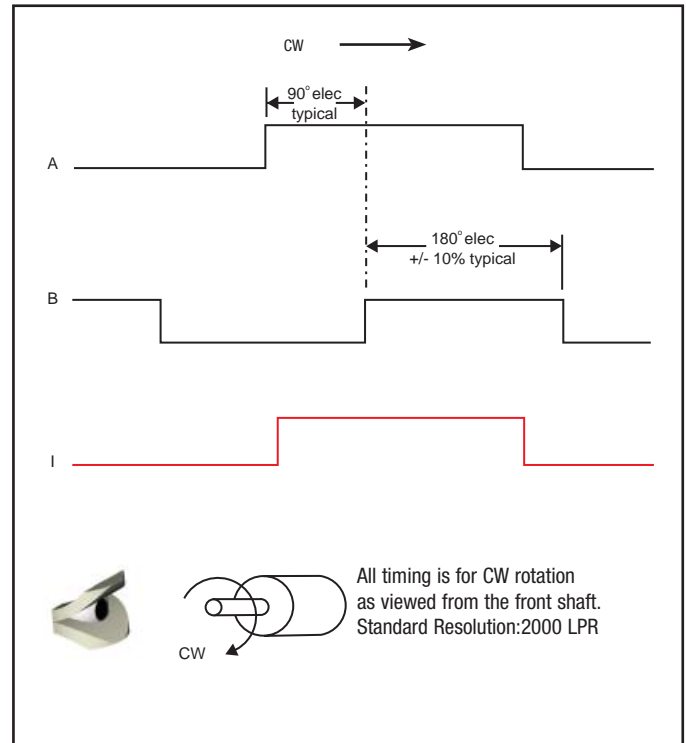 CW
90° elec
typical
A
180° elec
+/- 10% typical
B
I
All timing is for CW rotation
as viewed from the front shaft.
Standard Resolution:2000 LPR
CW